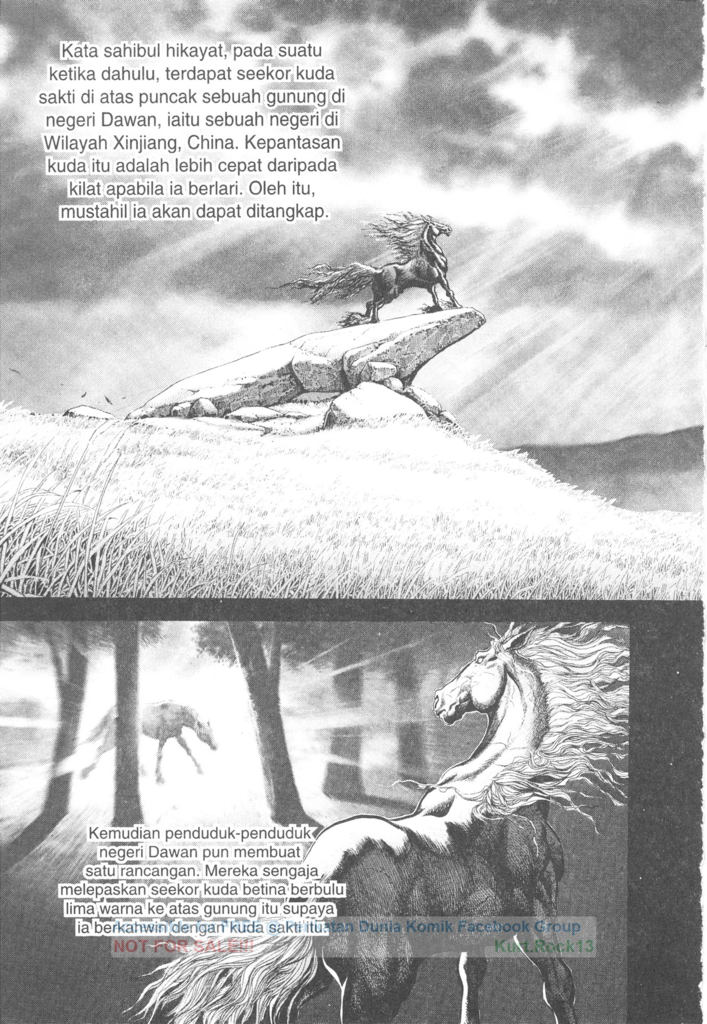 Kata sahibul hikayat, pada suatu
ketika dahulu, terdapat seekor kuda
sakti di atas puncak sebuah gunung di
negeri Dawan, iaitu sebuah negeri di
Wilayah Xinjiang, China. Kepantasan
kuda itu adalah lebih cepat daripada
kilat apabila ia berlari. Oleh itu,
mustahil ia akan dapat ditangkap.
Kemudian penduduk-penduduk
negeri Dawan pun membuat
satu rancangan. Mereka sengaja
melepaskan seekor kuda betina berbulu
lima warna ke atas gunung itu supaya
ia berkahwin dengan kuda sakti itu.
Dunia Komik Facebook Group
NOT FOR SALE!!!
Kurt.Rock13